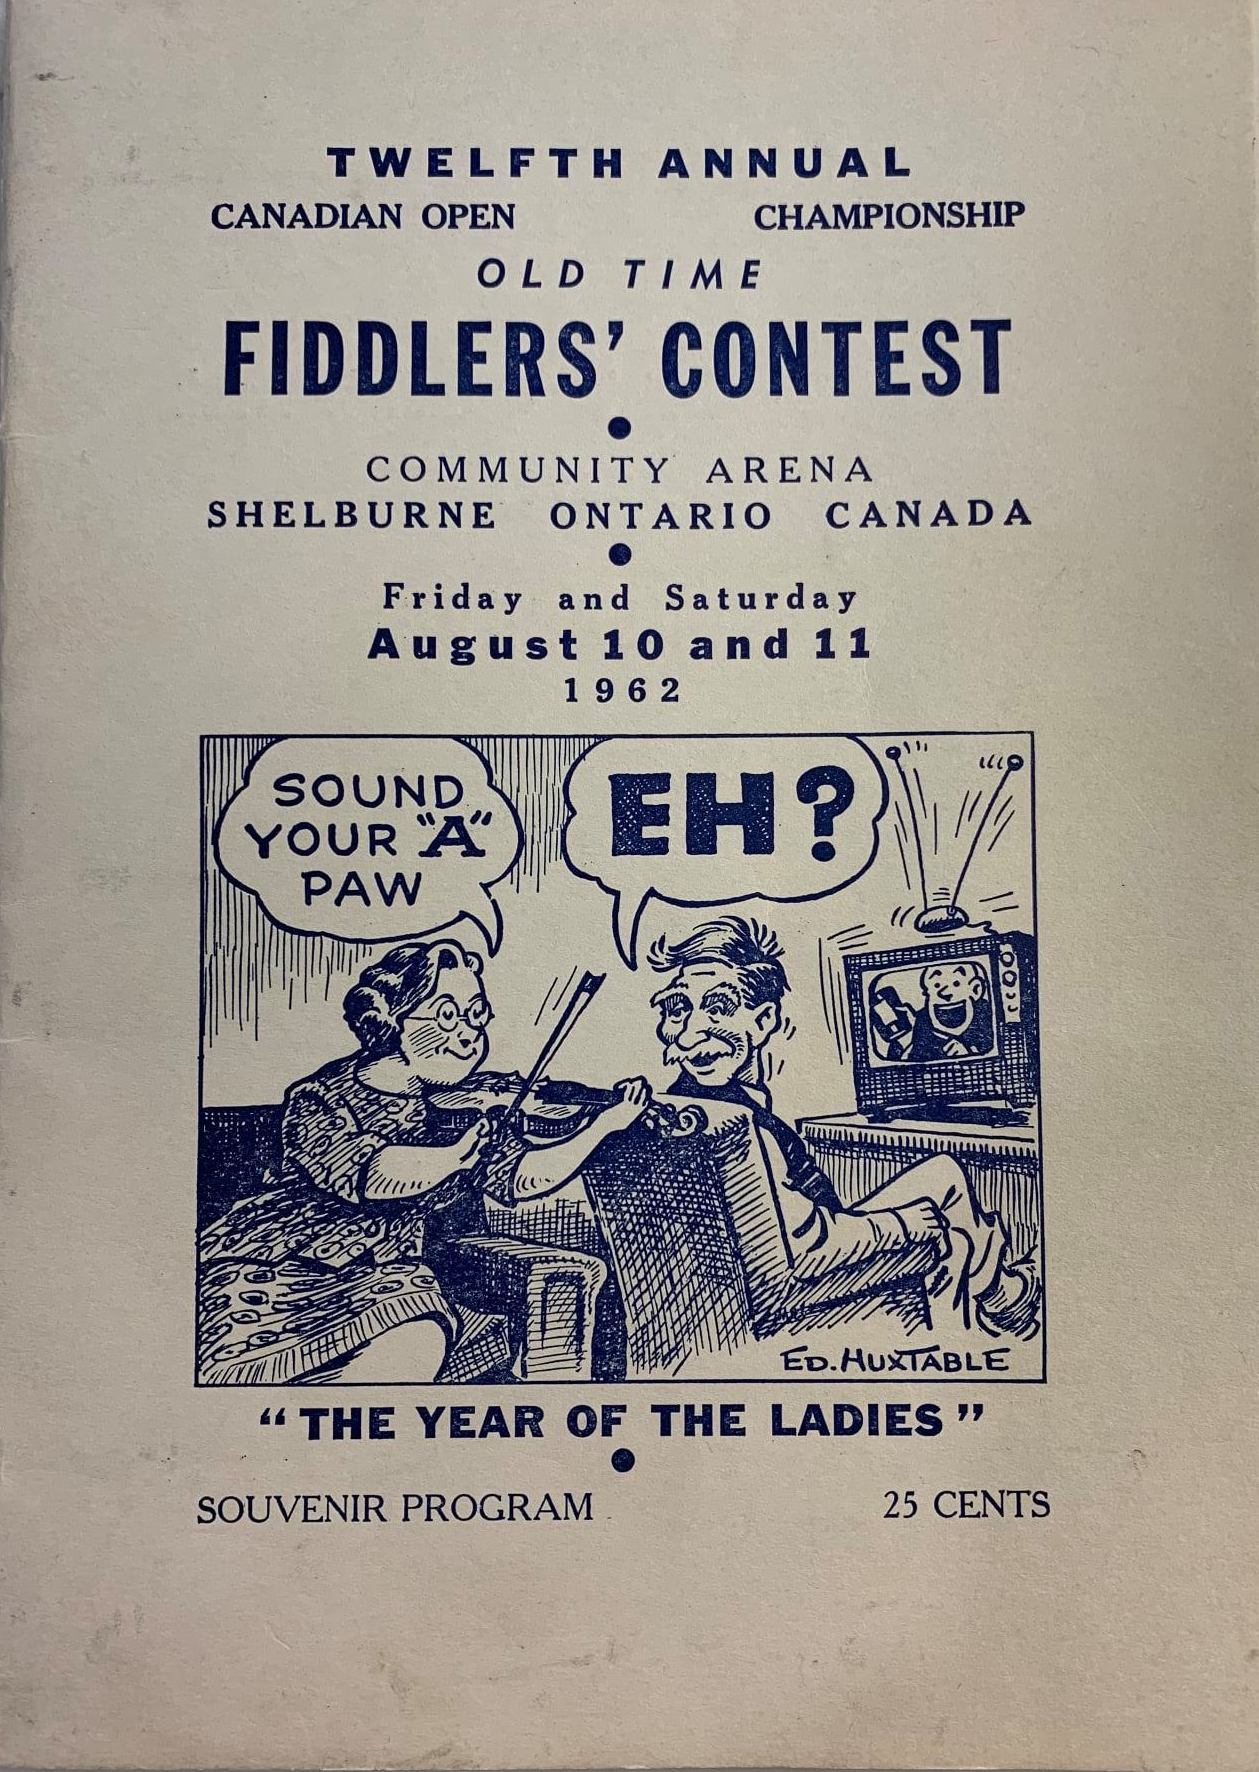 TWELFTH ANNUAL
CANADIAN OPEN CHAMPIONSHIP
OLD TIME
FIDDLERS' CONTEST
COMMUNITY ARENA
SHELBURNE ONTARIO CANADA
Friday and Saturday
August 10 and 11
1962
SOUND
YOUR "A"
PAW
EH?
ED. HUXTABLE
"THE YEAR OF THE LADIES"
SOUVENIR PROGRAM 25 CENTS